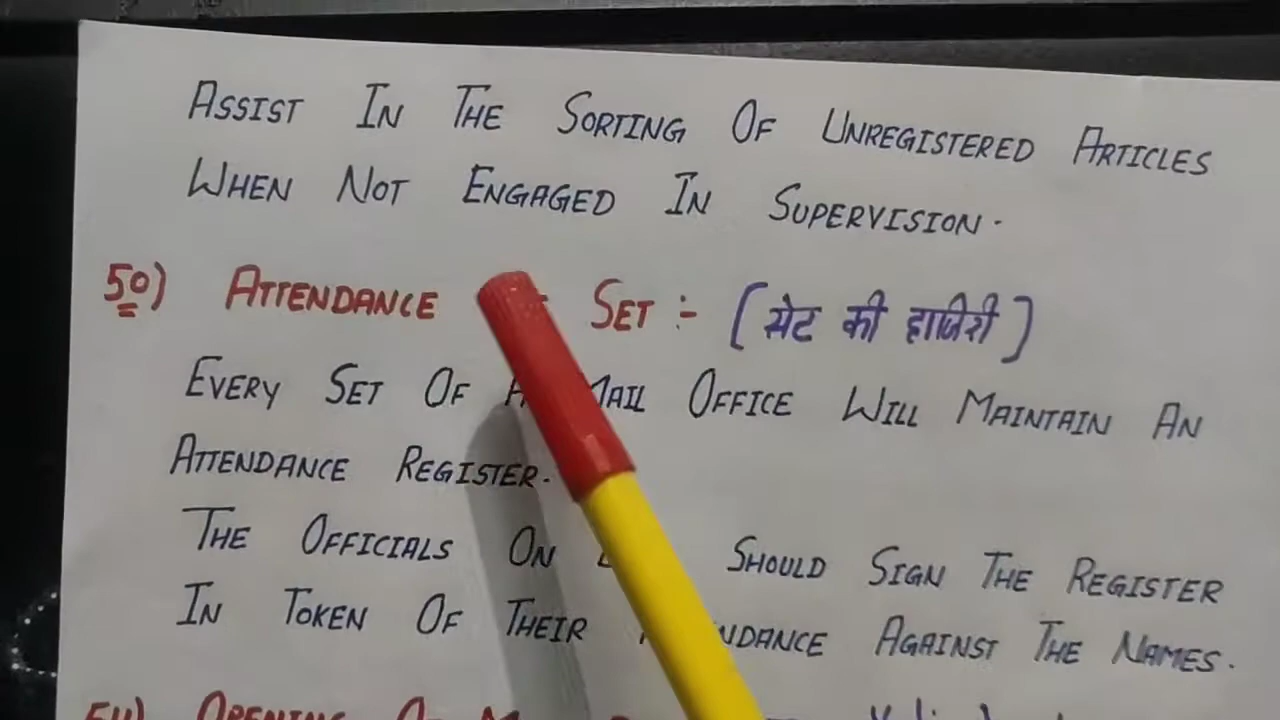 ASSIST IN THE SORTING OF UNREGISTERED ARTICLES
WHEN NOT ENGAGED IN SUPERVISION.
50) ATTENDANCE SET :- [सेट की हाजिरी]
EVERY SET OF MAIL OFFICE WILL MAINTAIN AN
ATTENDANCE REGISTER.
THE OFFICIALS ON SHOULD SIGN THE REGISTER
IN TOKEN OF THEIR AGAINST THE NAMES.
OPENING